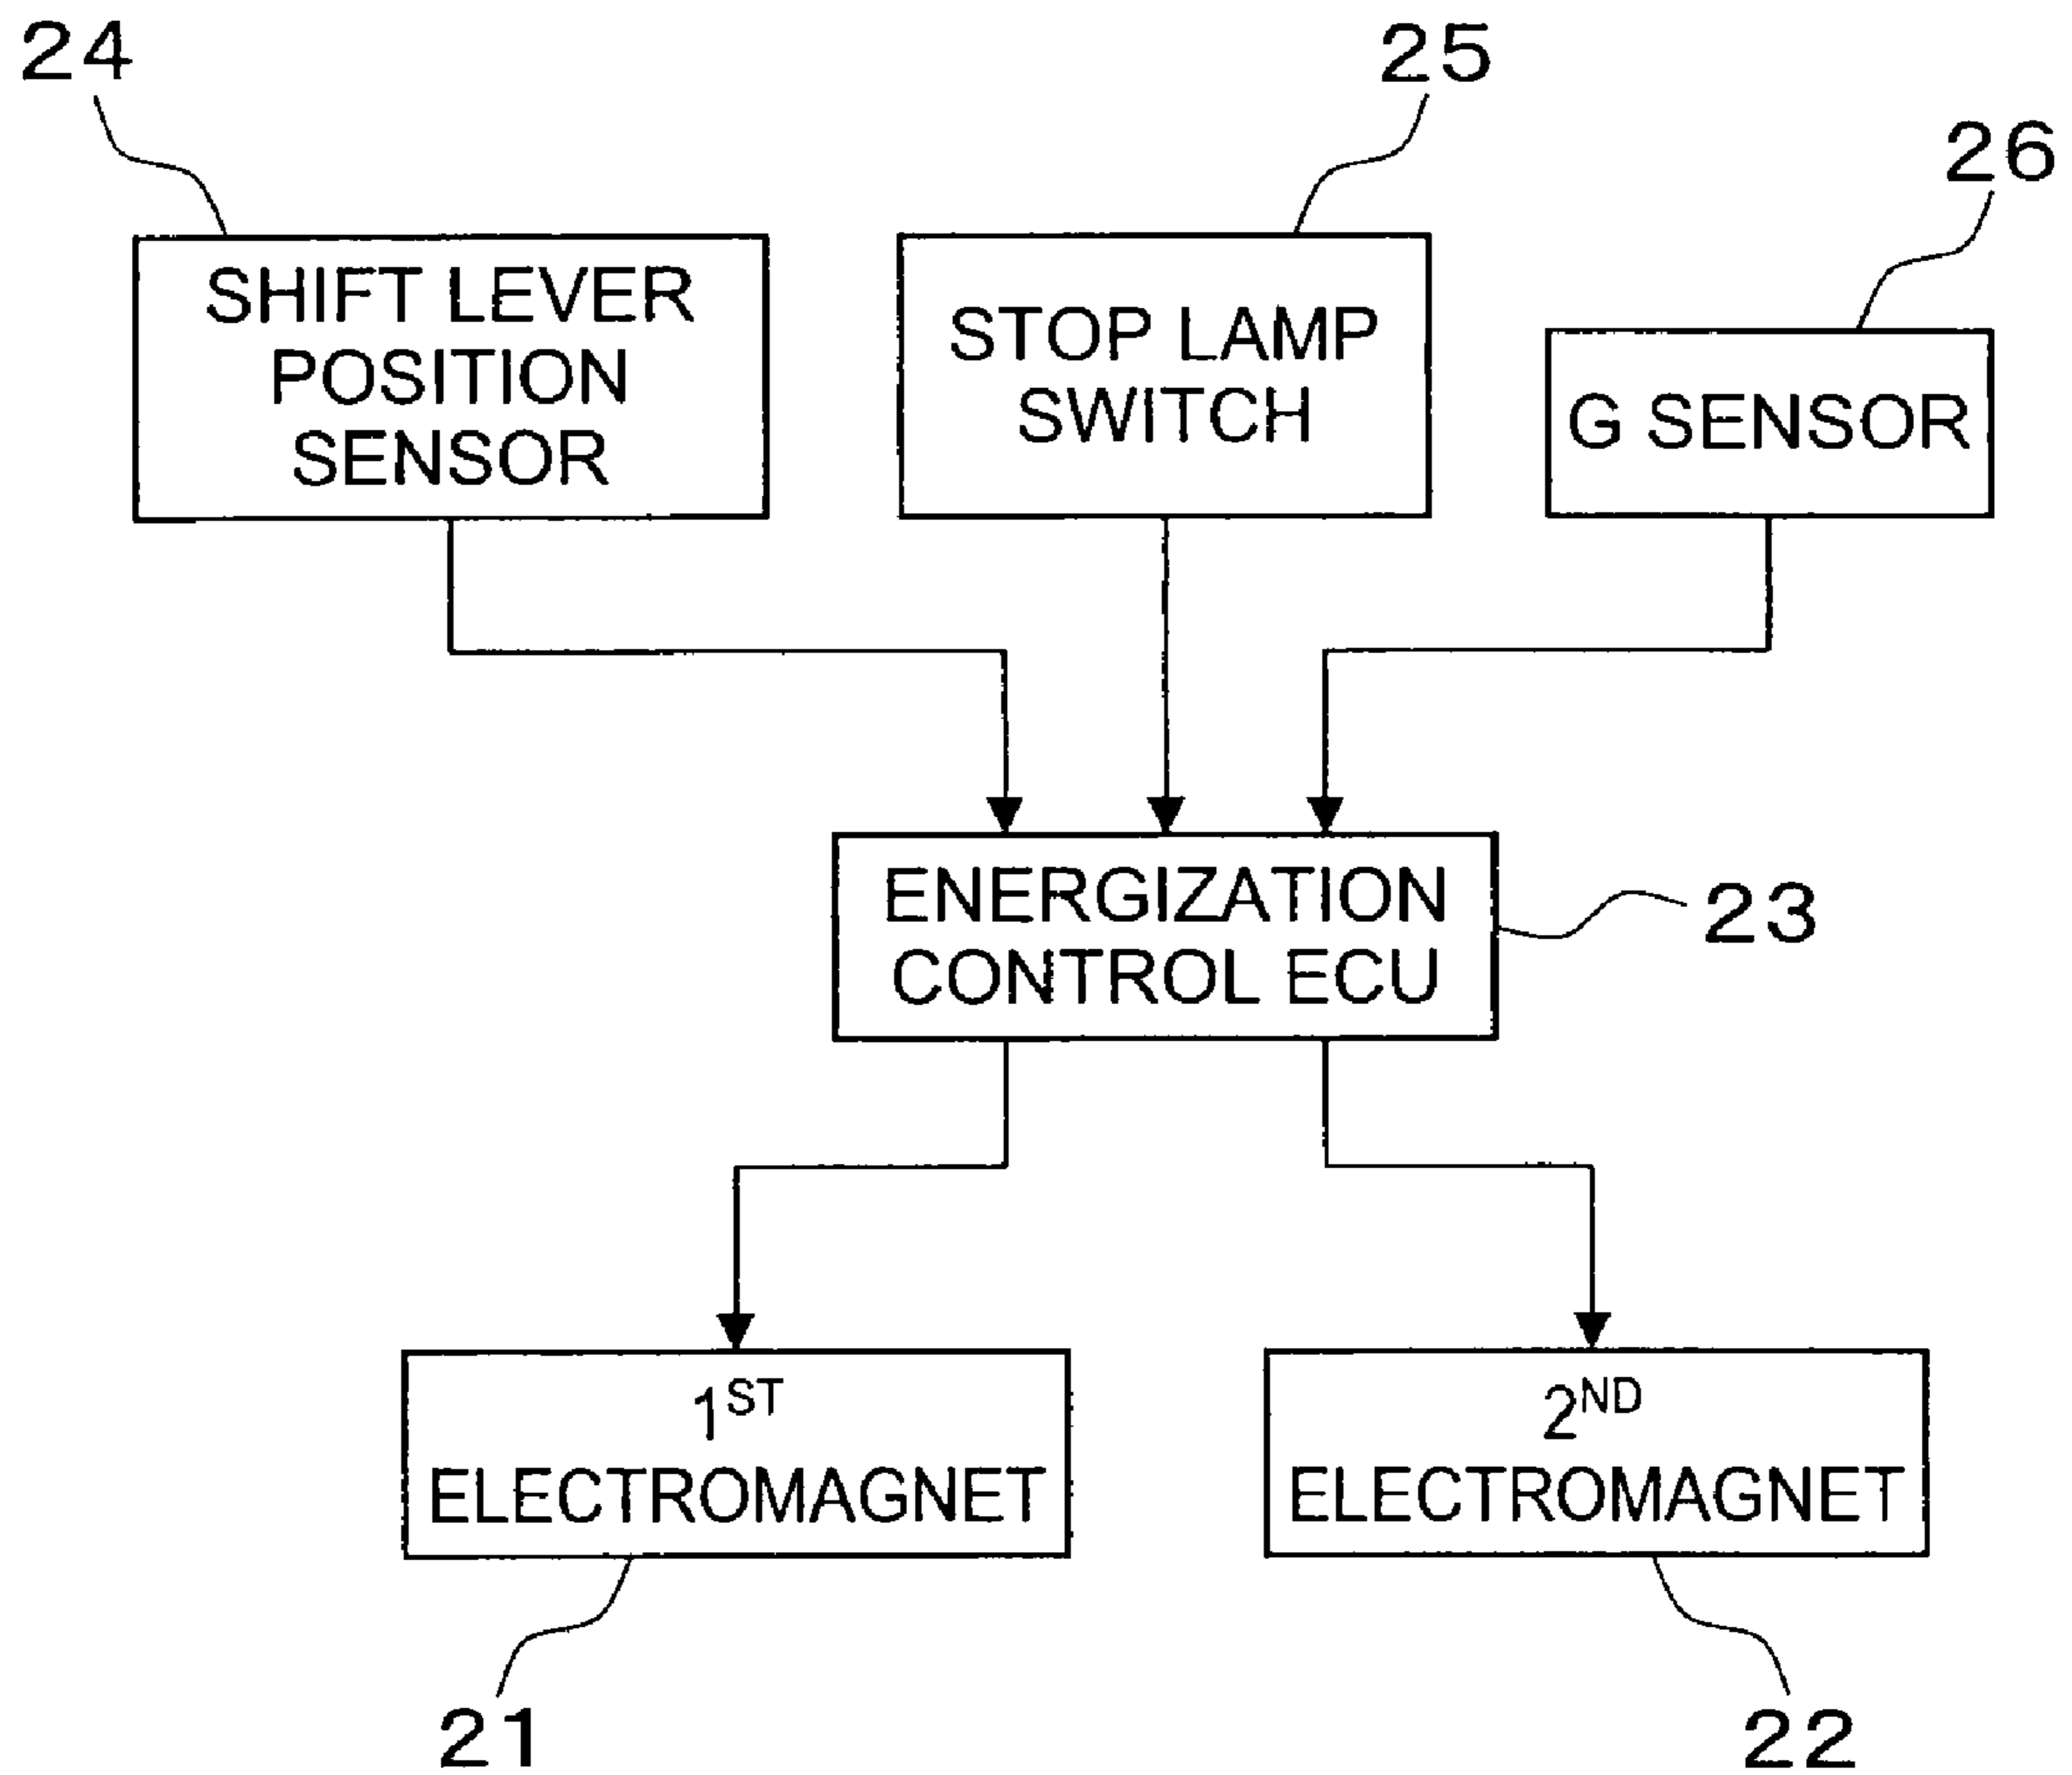 24
25
26
SHIFT LEVER
POSITION
SENSOR
STOP LAMP
SWITCH
G SENSOR
ENERGIZATION
CONTROL ECU
23
1ST
ELECTROMAGNET
2ND
ELECTROMAGNET
21
22